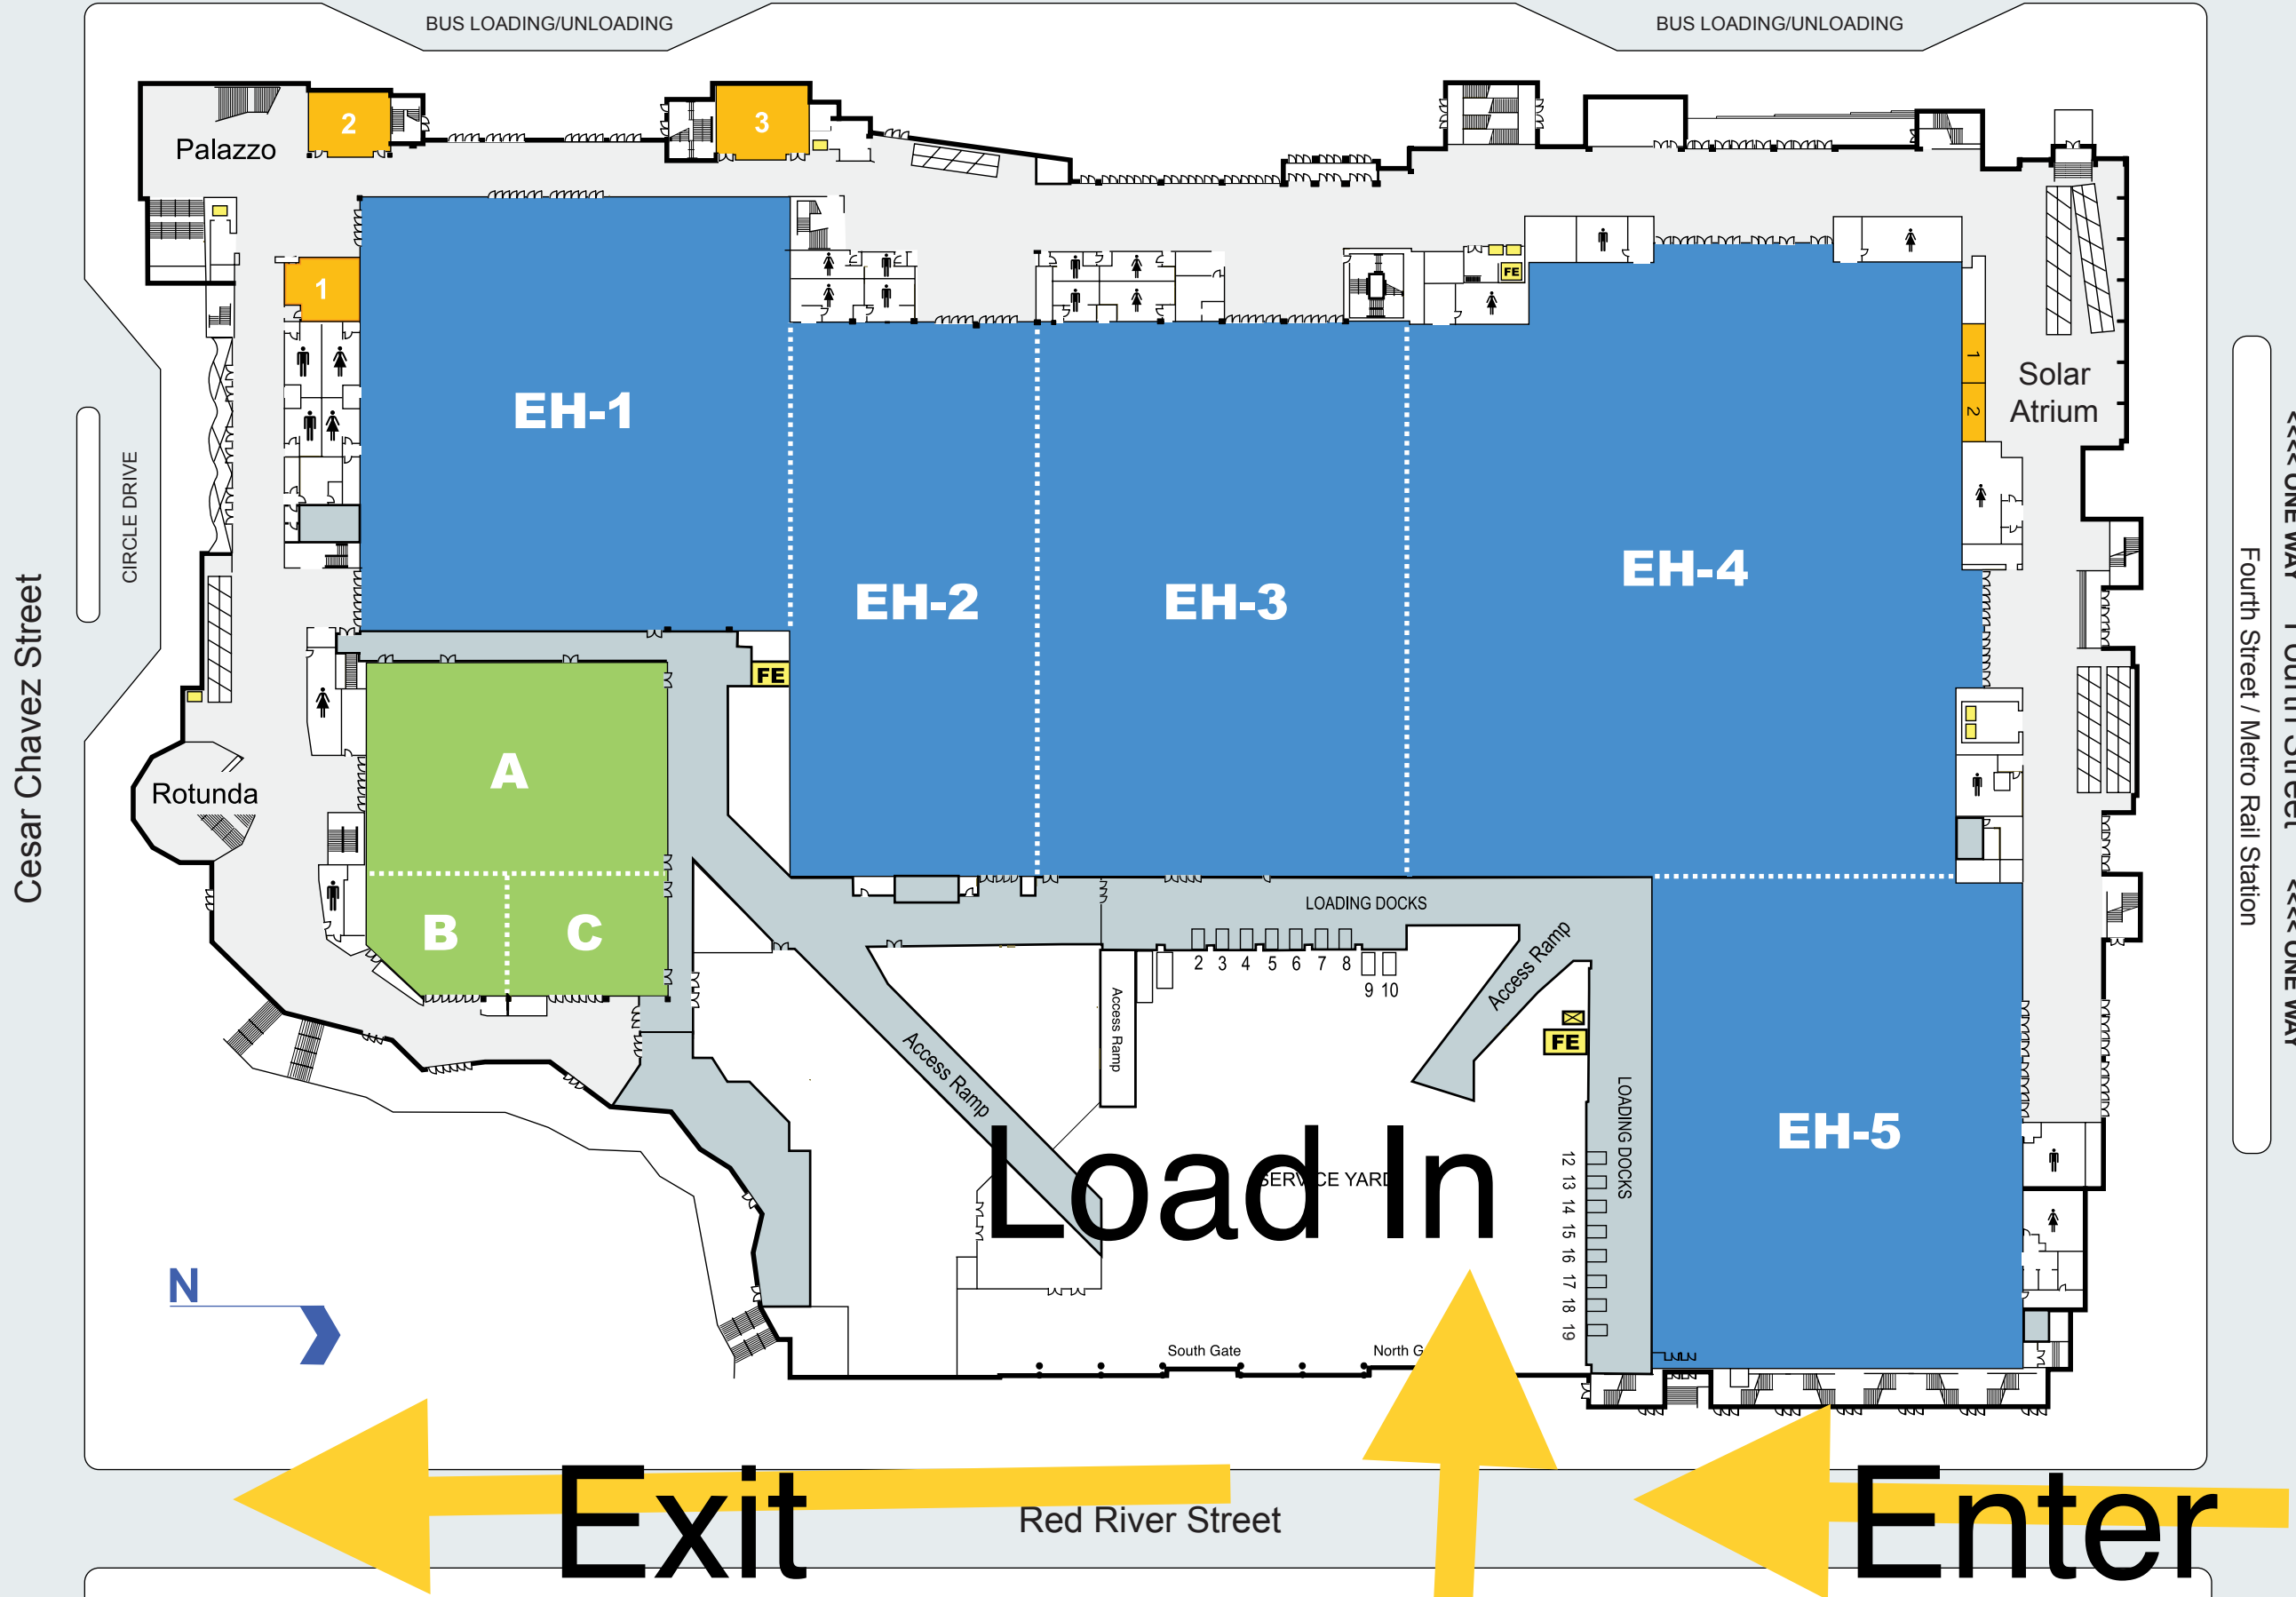 BUS LOADING/UNLOADING
BUS LOADING/UNLOADING
Palazzo
2
3
1
FE
EH-1
1
2
Solar
Atrium
CIRCLE DRIVE
Cesar Chavez Street
EH-2
EH-3
EH-4
<<<< ONE WAY Fourth Street <<<< ONE WAY
Fourth Street / Metro Rail Station
FE
A
Rotunda
B
C
LOADING DOCKS
2 3 4 5 6 7 8
9 10
Access Ramp
Access Ramp
Access Ramp
FE
LOADING DOCKS
EH-5
Load In
SERVICE YARD
12 13 14 15 16 17 18 19
N
South Gate
North G
Exit
Red River Street
Enter